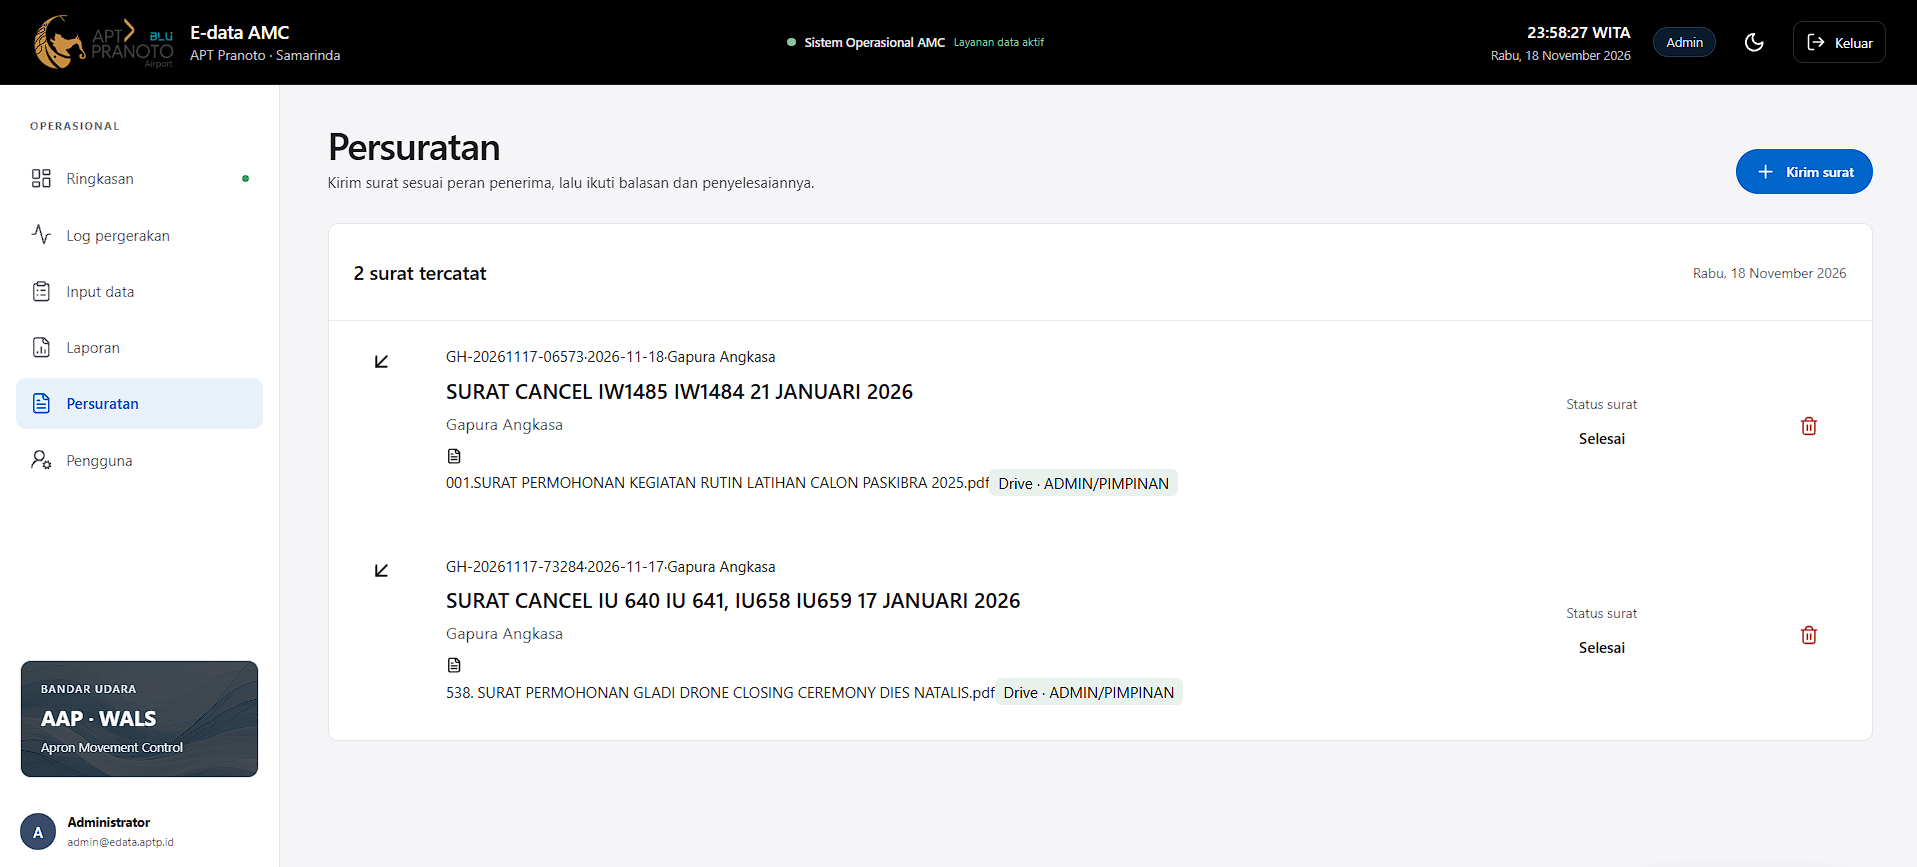 APT PRANOTO BLU Airport
E-data AMC
APT Pranoto · Samarinda
Sistem Operasional AMC Layanan data aktif
23:58:27 WITA
Rabu, 18 November 2026
Admin
Keluar
OPERASIONAL
Ringkasan
Log pergerakan
Input data
Laporan
Persuratan
Pengguna
BANDAR UDARA
AAP · WALS
Apron Movement Control
A
Administrator
admin@edata.aptp.id
Persuratan
Kirim surat sesuai peran penerima, lalu ikuti balasan dan penyelesaiannya.
Kirim surat
2 surat tercatat
Rabu, 18 November 2026
GH-20261117-06573·2026-11-18·Gapura Angkasa
SURAT CANCEL IW1485 IW1484 21 JANUARI 2026
Gapura Angkasa
001.SURAT PERMOHONAN KEGIATAN RUTIN LATIHAN CALON PASKIBRA 2025.pdf Drive · ADMIN/PIMPINAN
Status surat
Selesai
GH-20261117-73284·2026-11-17·Gapura Angkasa
SURAT CANCEL IU 640 IU 641, IU658 IU659 17 JANUARI 2026
Gapura Angkasa
538. SURAT PERMOHONAN GLADI DRONE CLOSING CEREMONY DIES NATALIS.pdf Drive · ADMIN/PIMPINAN
Status surat
Selesai